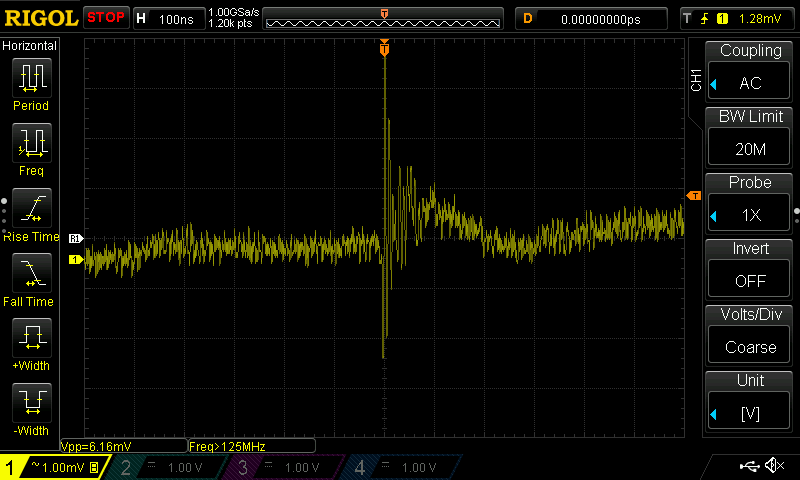 RIGOL STOP H 100ns 1.00GSa/s D 0.00000000ps T 1 1.28mV
1.20k pts
T
Horizontal
Period
Freq
Rise Time
Fall Time
+Width
-Width
T
R1
1
T
CH1
Coupling
AC
BW Limit
20M
Probe
1X
Invert
OFF
Volts/Div
Coarse
Unit
[V]
Vpp=6.16mV Freq>125MHz
1 ~ 1.00mV B 2 1.00 V 3 1.00 V 4 1.00 V